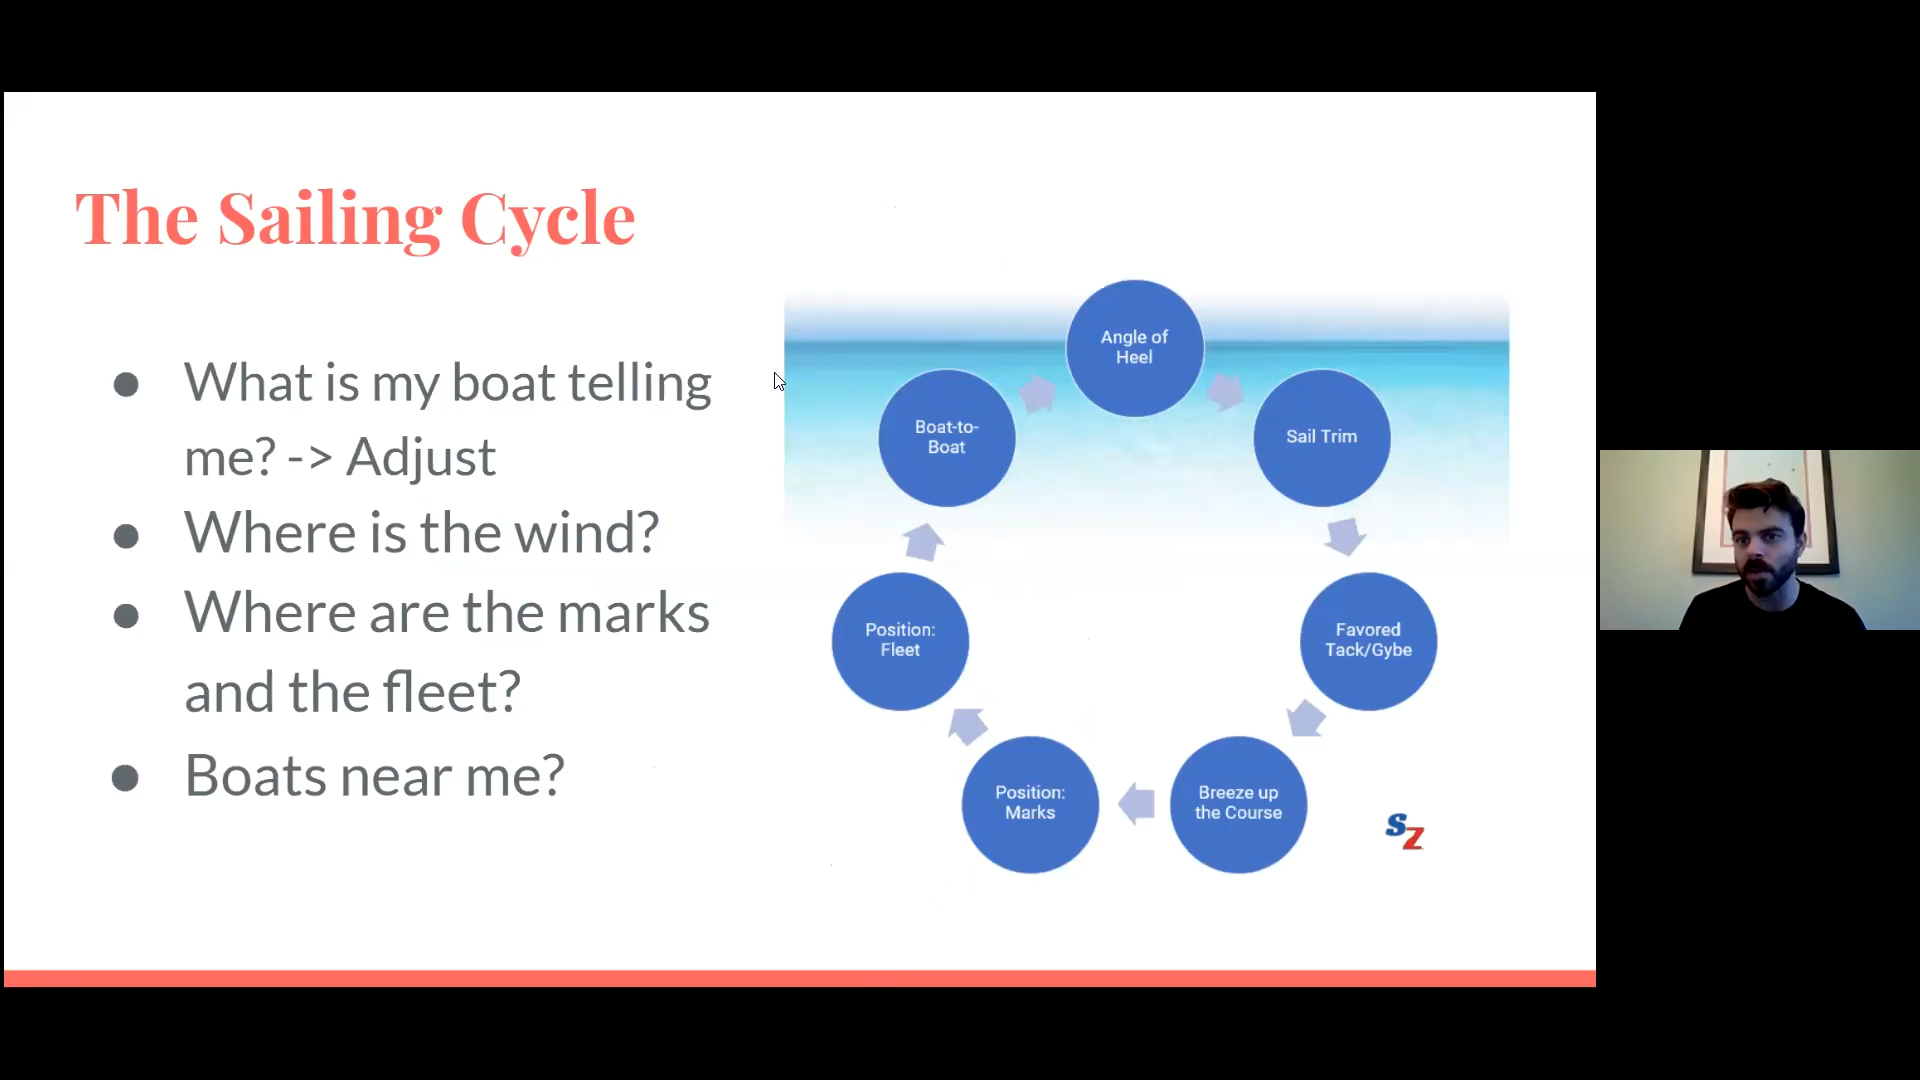 The Sailing Cycle
● What is my boat telling
me? -> Adjust
● Where is the wind?
● Where are the marks
and the fleet?
● Boats near me?
Angle of
Heel
Sail Trim
Favored
Tack/Gybe
Breeze up
the Course
Position:
Marks
Position:
Fleet
Boat-to-
Boat
SZ